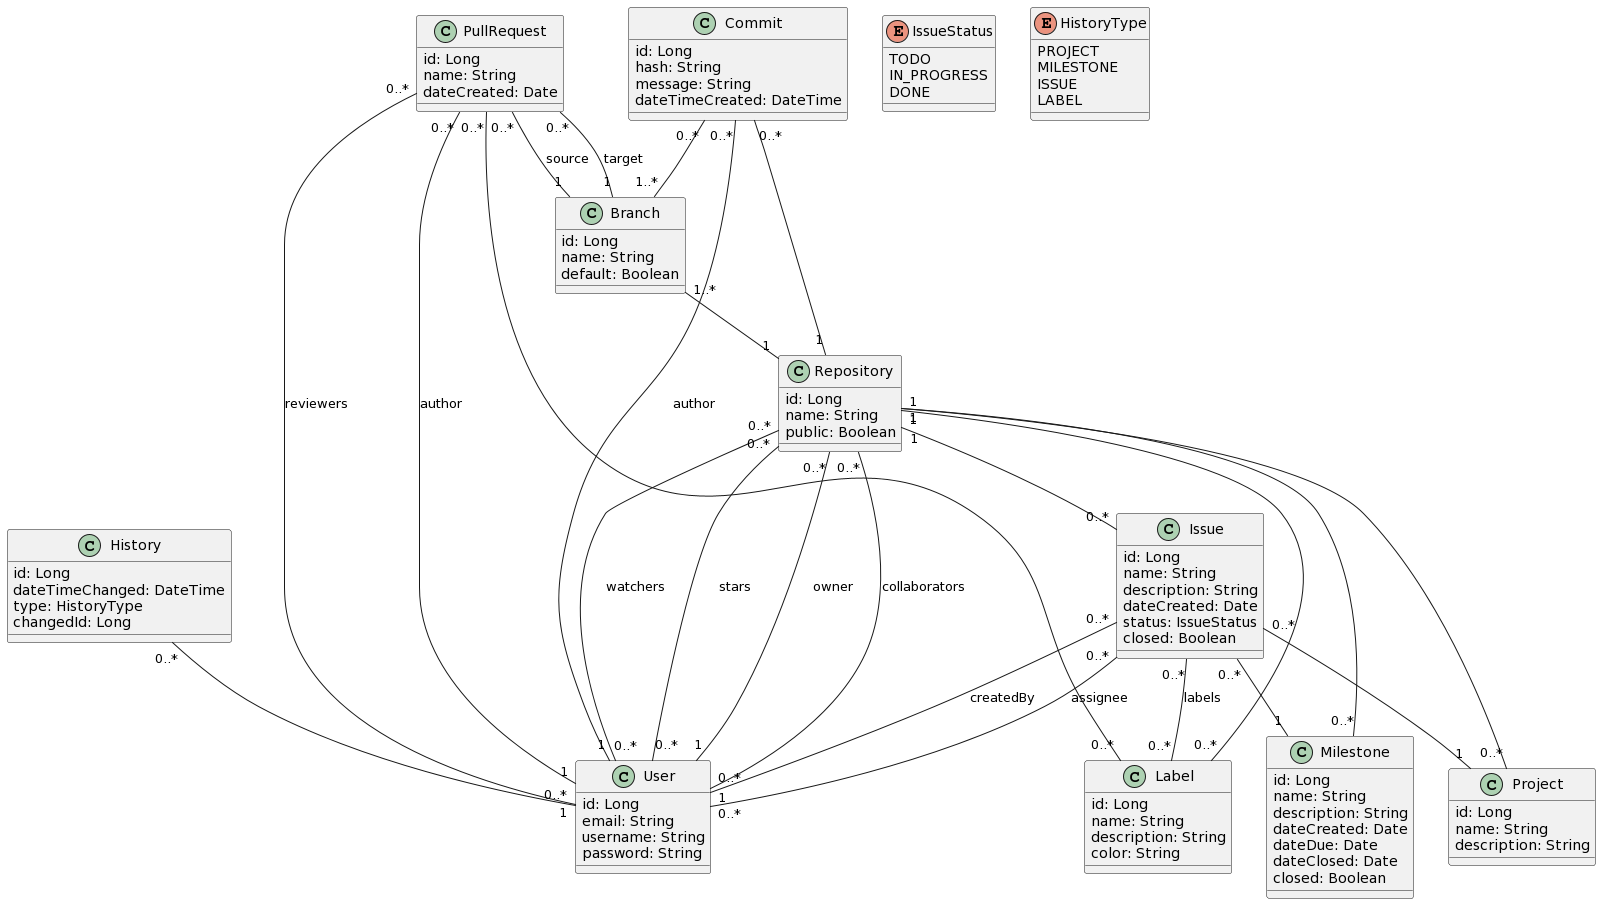 C PullRequest
id: Long
name: String
dateCreated: Date
C Commit
id: Long
hash: String
message: String
dateTimeCreated: DateTime
E IssueStatus
TODO
IN_PROGRESS
DONE
E HistoryType
PROJECT
MILESTONE
ISSUE
LABEL
0..*
0..*
0..*
0..*
0..*
0..*
0..*
0..*
source
target
1
1
1..*
C Branch
id: Long
name: String
default: Boolean
1..*
1
1
C Repository
id: Long
name: String
public: Boolean
1
1
1
1
reviewers
author
author
0..*
0..*
0..*
0..*
0..*
C Issue
id: Long
name: String
description: String
dateCreated: Date
status: IssueStatus
closed: Boolean
C History
id: Long
dateTimeChanged: DateTime
type: HistoryType
changedId: Long
watchers
stars
owner
collaborators
0..*
0..*
0..*
0..*
0..*
0..*
createdBy
assignee
labels
1
0..*
0..*
1
1
0..*
0..*
0..*
0..*
1
0..*
1
0..*
1
0..*
1
0..*
C User
id: Long
email: String
username: String
password: String
C Label
id: Long
name: String
description: String
color: String
C Milestone
id: Long
name: String
description: String
dateCreated: Date
dateDue: Date
dateClosed: Date
closed: Boolean
C Project
id: Long
name: String
description: String